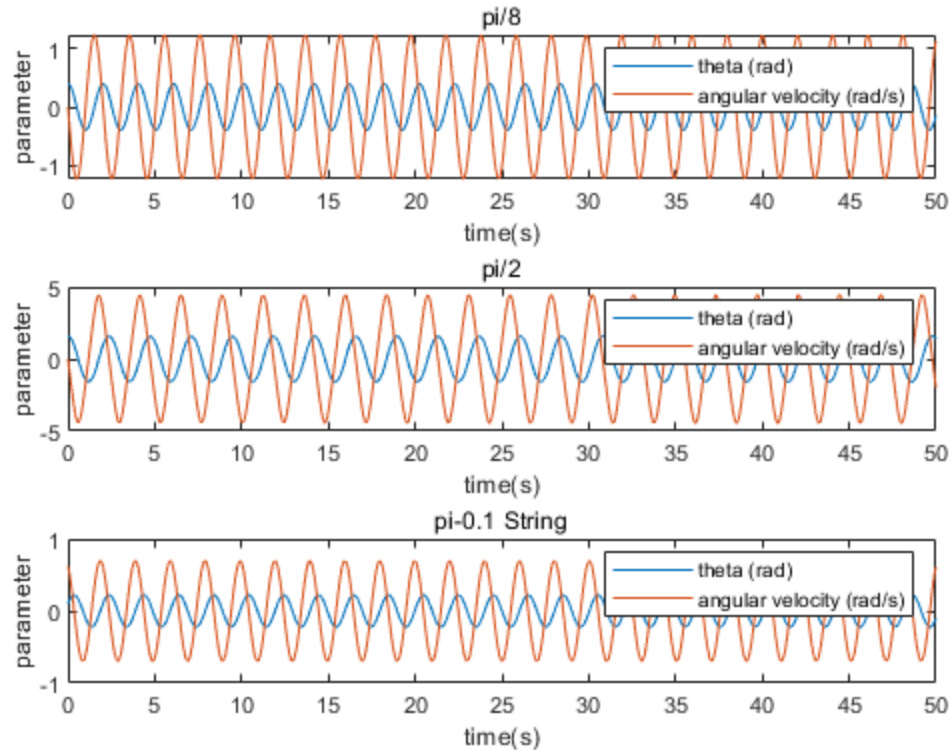 pi/8
1
0
-1
parameter
theta (rad)
angular velocity (rad/s)
0 5 10 15 20 25 30 35 40 45 50
time(s)
pi/2
5
0
-5
parameter
theta (rad)
angular velocity (rad/s)
0 5 10 15 20 25 30 35 40 45 50
time(s)
pi-0.1 String
1
0
-1
parameter
theta (rad)
angular velocity (rad/s)
0 5 10 15 20 25 30 35 40 45 50
time(s)